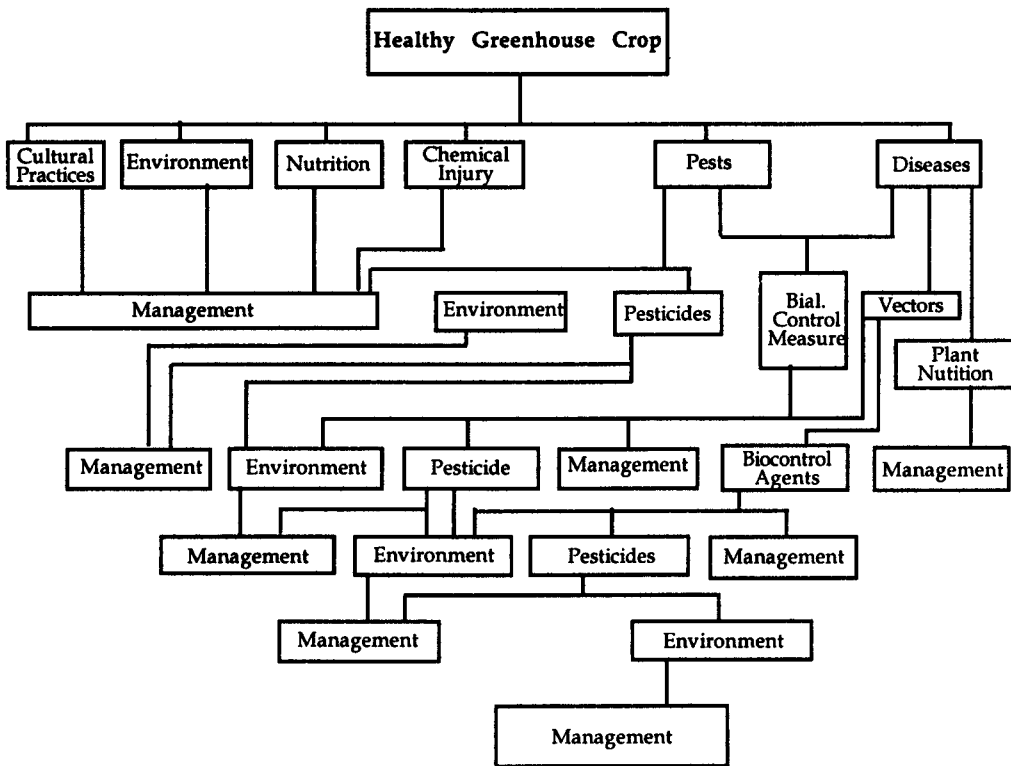 Healthy Greenhouse Crop
Cultural
Practices
Environment
Nutrition
Chemical
Injury
Pests
Diseases
Management
Environment
Pesticides
Bial.
Control
Measure
Vectors
Plant
Nutition
Management
Environment
Pesticide
Management
Biocontrol
Agents
Management
Management
Environment
Pesticides
Management
Management
Environment
Management